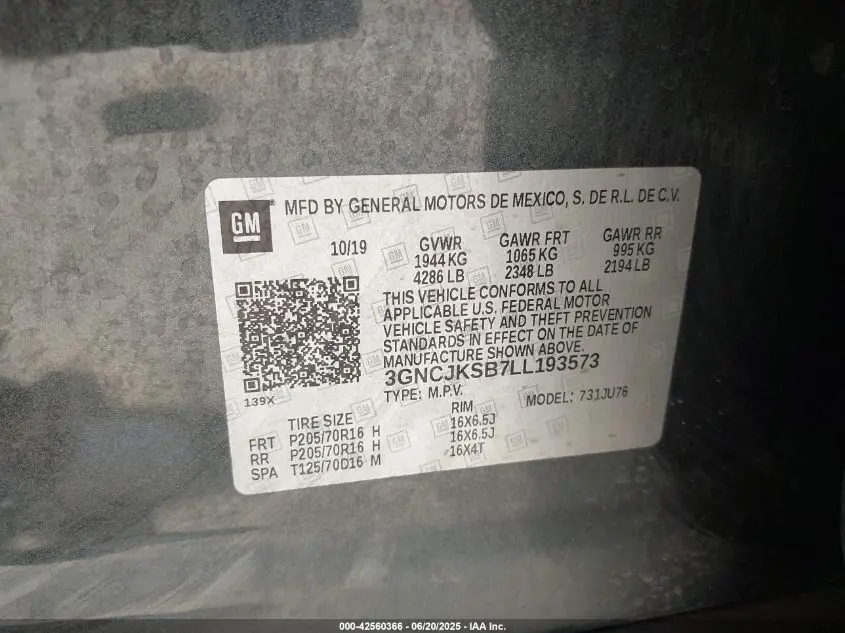 GM
MFD BY GENERAL MOTORS DE MEXICO, S. DE R.L. DE C.V.
10/19 GVWR GAWR FRT GAWR RR
1944 KG 1065 KG 995 KG
4286 LB 2348 LB 2194 LB
THIS VEHICLE CONFORMS TO ALL
APPLICABLE U.S. FEDERAL MOTOR
VEHICLE SAFETY AND THEFT PREVENTION
STANDARDS IN EFFECT ON THE DATE OF
MANUFACTURE SHOWN ABOVE.
3GNCJKSB7LL193573
139X
TYPE: M.P.V. MODEL: 731JU76
TIRE SIZE RIM
FRT P205/70R16 H 16X6.5J
RR P205/70R16 H 16X6.5J
SPA T125/70D16 M 16X4T
000-42560366 - 06/20/2025 - IAA Inc.